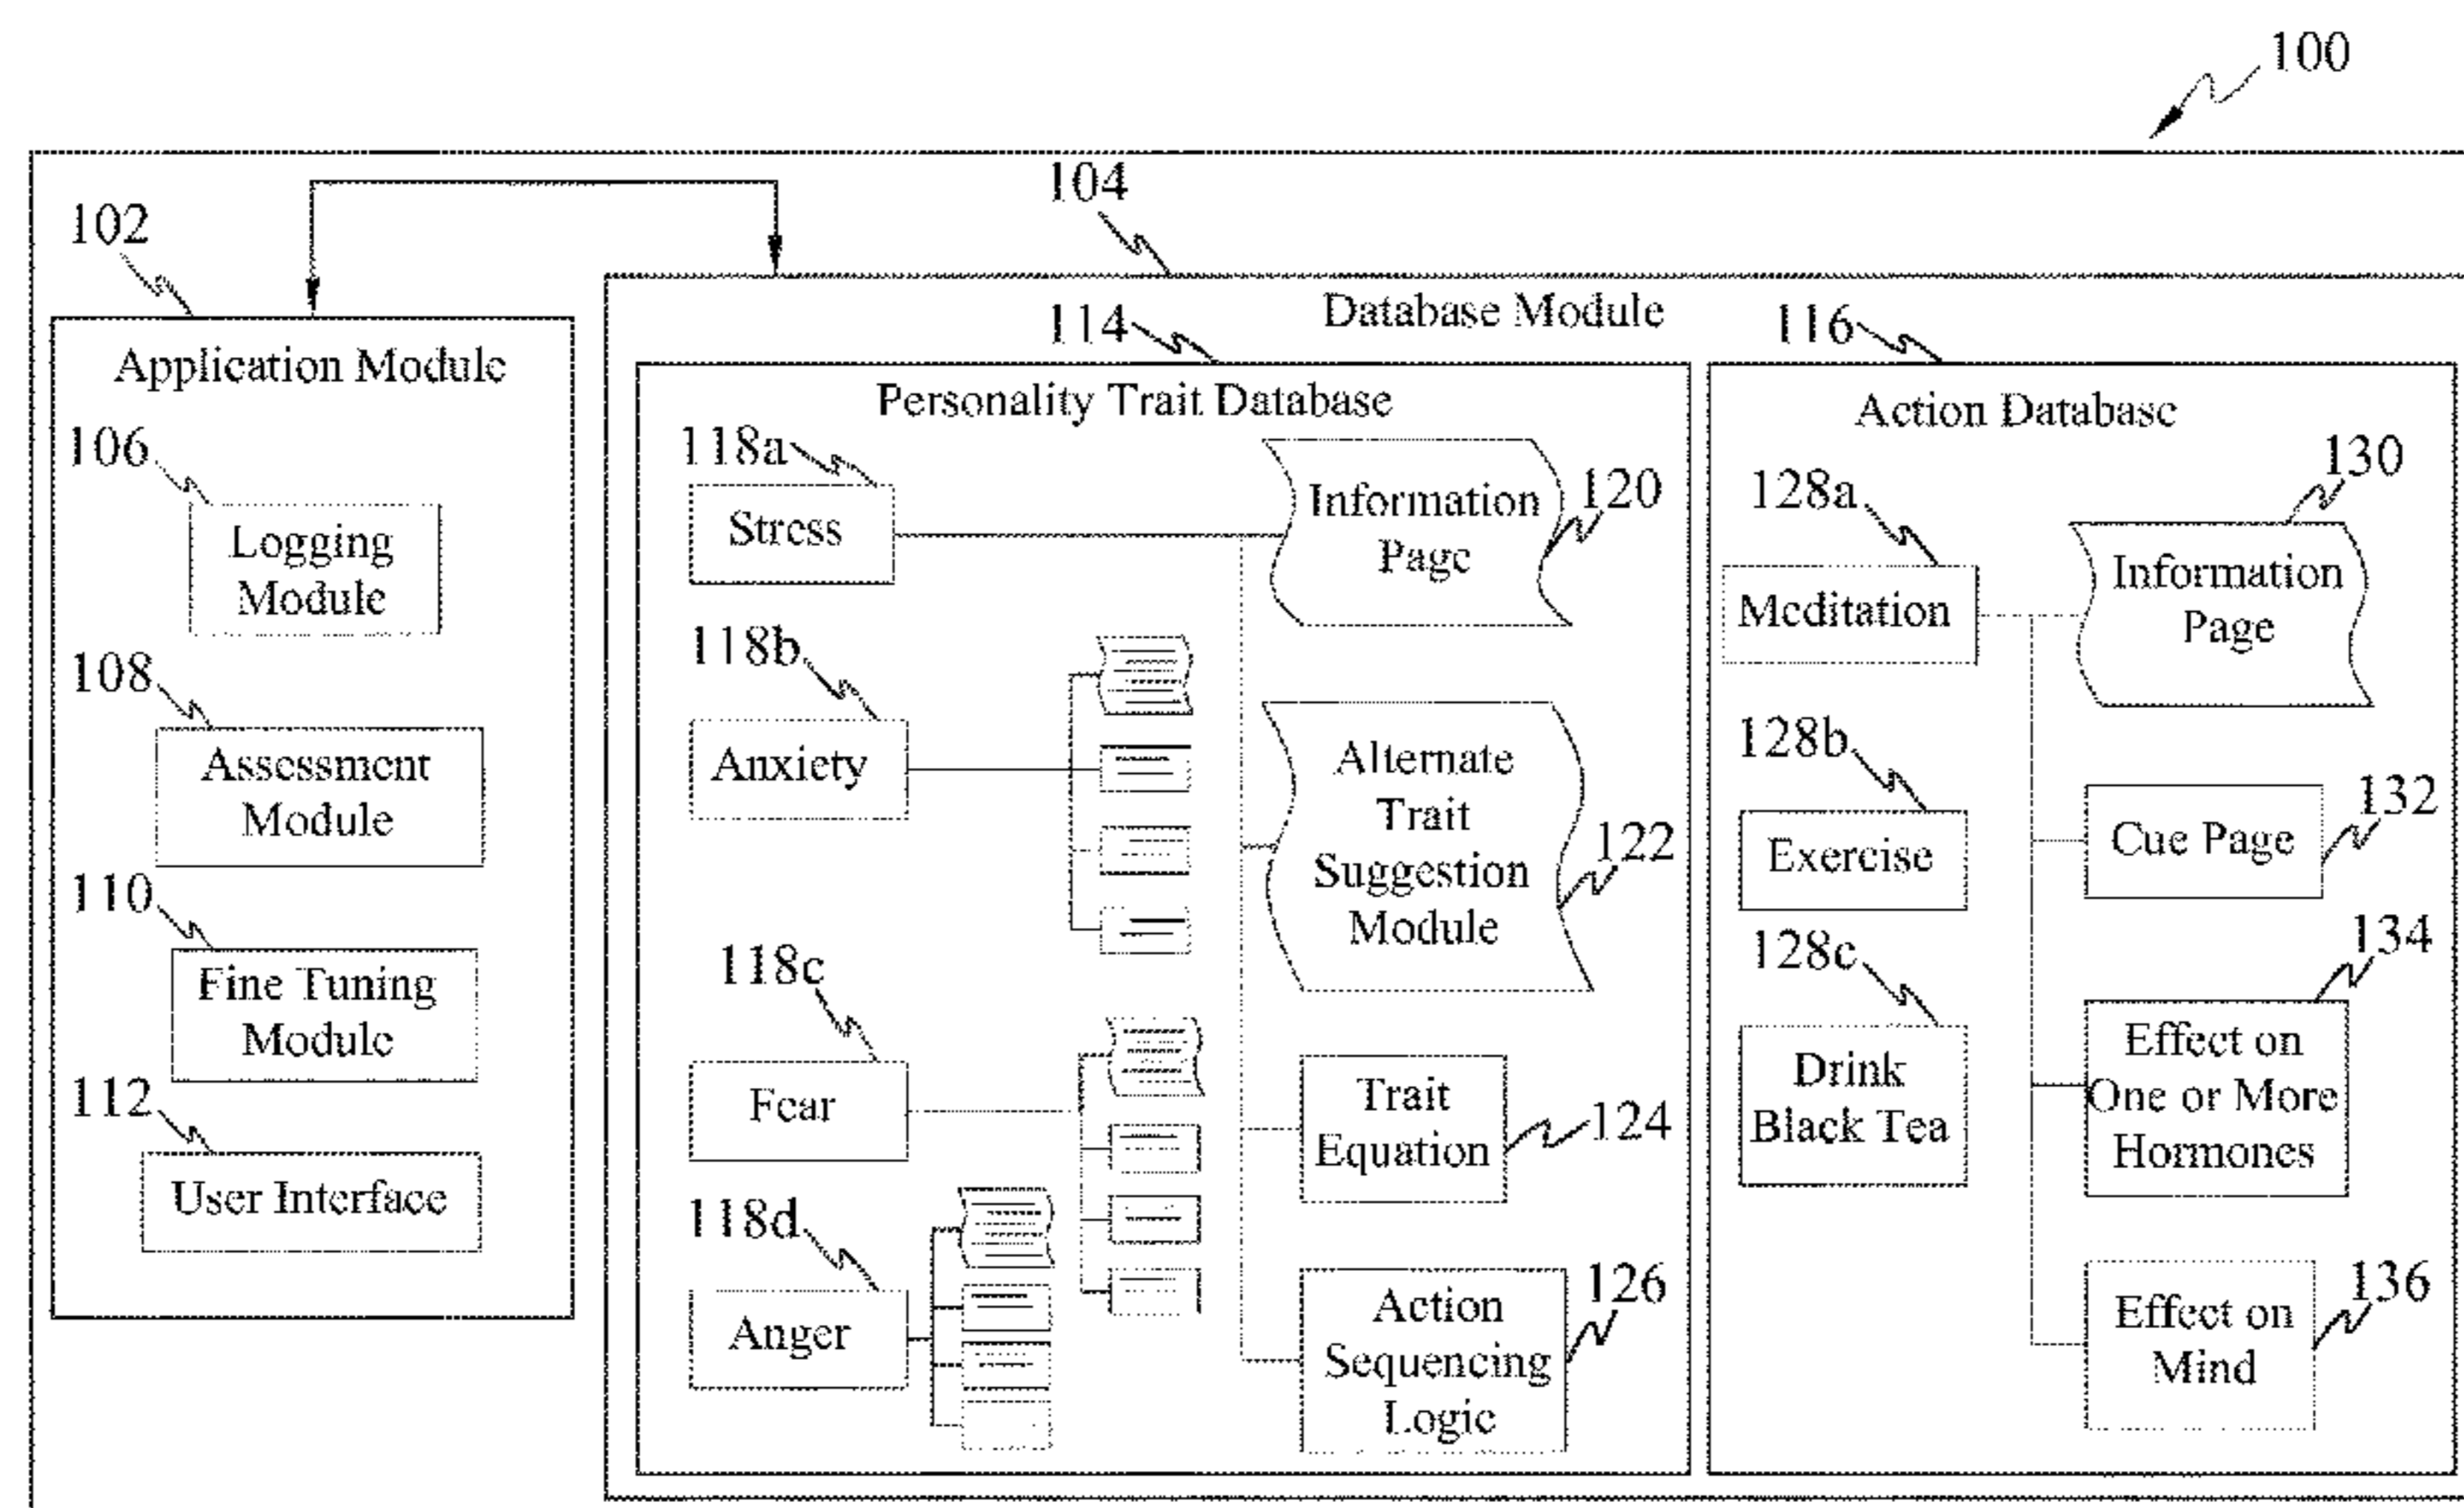 100
104
102
Database Module
114
116
Application Module
Personality Trait Database
Action Database
106
Logging
Module
108
Assessment
Module
110
Fine Tuning
Module
112
User Interface
118a
Stress
Information
Page
120
118b
Anxiety
Alternate
Trait
Suggestion
Module
122
118c
Fear
Trait
Equation
124
118d
Anger
Action
Sequencing
Logic
126
128a
Meditation
130
Information
Page
128b
Exercise
132
Cue Page
128c
Drink
Black Tea
134
Effect on
One or More
Hormones
136
Effect on
Mind